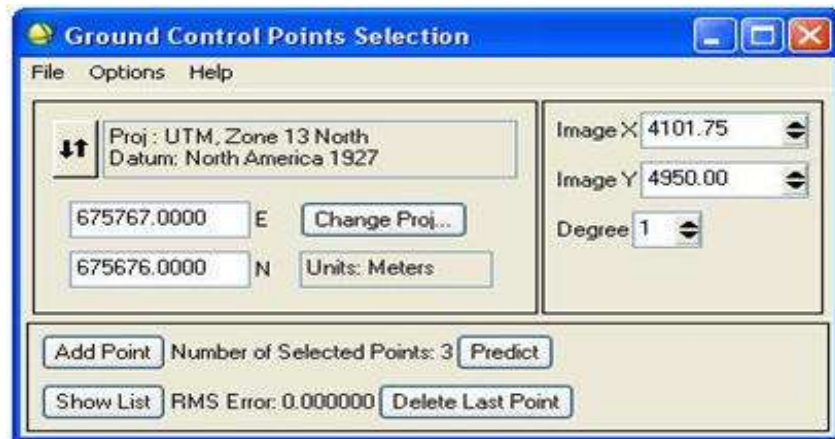 Ground Control Points Selection
File Options Help
Proj : UTM, Zone 13 North
Datum: North America 1927
675767.0000 E Change Proj...
675676.0000 N Units: Meters
Image X 4101.75
Image Y 4950.00
Degree 1
Add Point Number of Selected Points: 3 Predict
Show List RMS Error: 0.000000 Delete Last Point